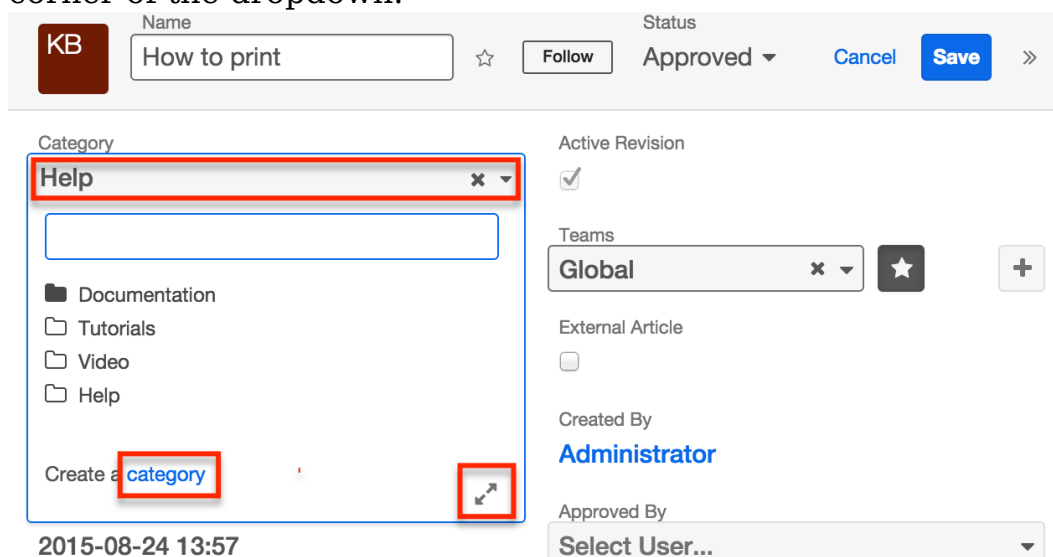 corner of the dropdown.
KB
Name
How to print
Follow
Status
Approved
Cancel
Save
Category
Help
Documentation
Tutorials
Video
Help
Create a category
2015-08-24 13:57
Active Revision
Teams
Global
External Article
Created By
Administrator
Approved By
Select User...